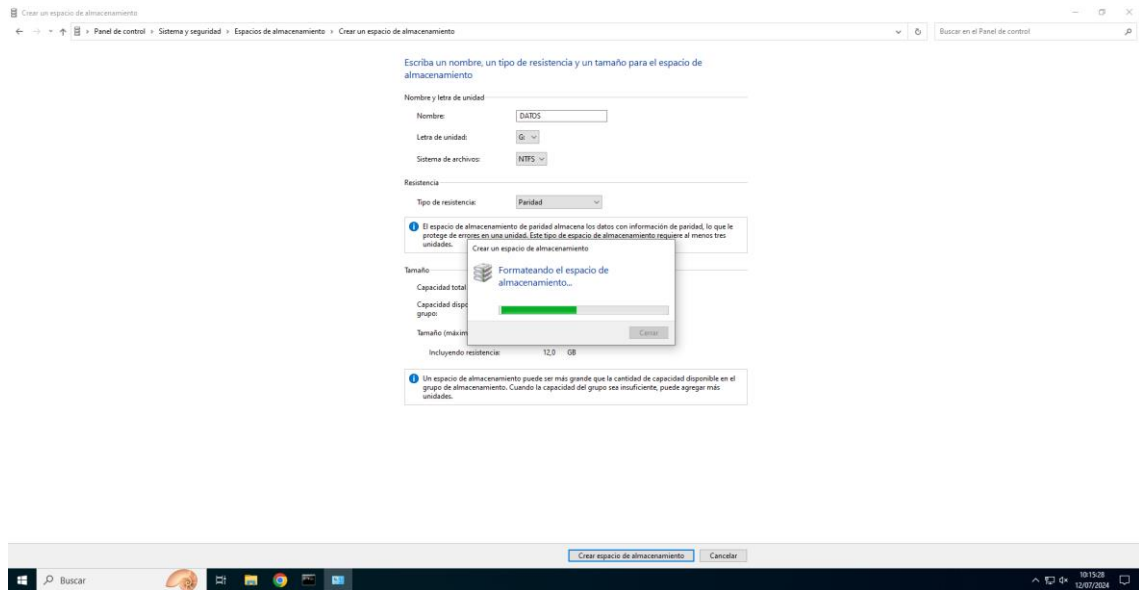 Crear un espacio de almacenamiento
Panel de control > Sistema y seguridad > Espacios de almacenamiento > Crear un espacio de almacenamiento
Buscar en el Panel de control
Escriba un nombre, un tipo de resistencia y un tamaño para el espacio de
almacenamiento
Nombre y letra de unidad
Nombre: DATOS
Letra de unidad: G:
Sistema de archivos: NTFS
Resistencia
Tipo de resistencia: Paridad
El espacio de almacenamiento de paridad almacena los datos con información de paridad, lo que le
protege de errores en una unidad. Este tipo de espacio de almacenamiento requiere al menos tres
unidades.
Crear un espacio de almacenamiento
Formateando el espacio de
almacenamiento...
Cerrar
Tamaño
Capacidad total
Capacidad dispo
grupo:
Tamaño (máxim
Incluyendo resistencia: 12,0 GB
Un espacio de almacenamiento puede ser más grande que la cantidad de capacidad disponible en el
grupo de almacenamiento. Cuando la capacidad del grupo sea insuficiente, puede agregar más
unidades.
Crear espacio de almacenamiento Cancelar
Buscar
10:15:28
12/07/2024